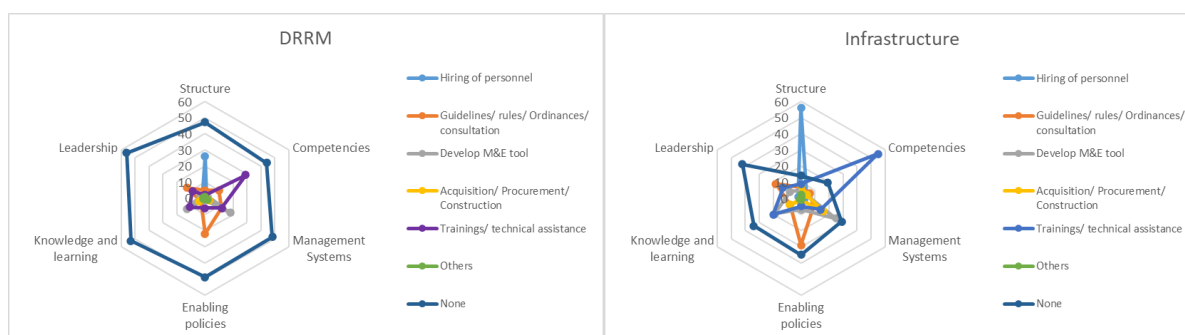 DRRM
Structure
60
50
40
30
20
10
0
Competencies
Management
Systems
Enabling
policies
Knowledge and
learning
Leadership
Hiring of personnel
Guidelines/ rules/ Ordinances/
consultation
Develop M&E tool
Acquisition/ Procurement/
Construction
Trainings/ technical assistance
Others
None
Infrastructure
Structure
60
50
40
30
20
10
0
Competencies
Management
Systems
Enabling
policies
Knowledge and
learning
Leadership
Hiring of personnel
Guidelines/ rules/ Ordinances/
consultation
Develop M&E tool
Acquisition/ Procurement/
Construction
Trainings/ technical assistance
Others
None